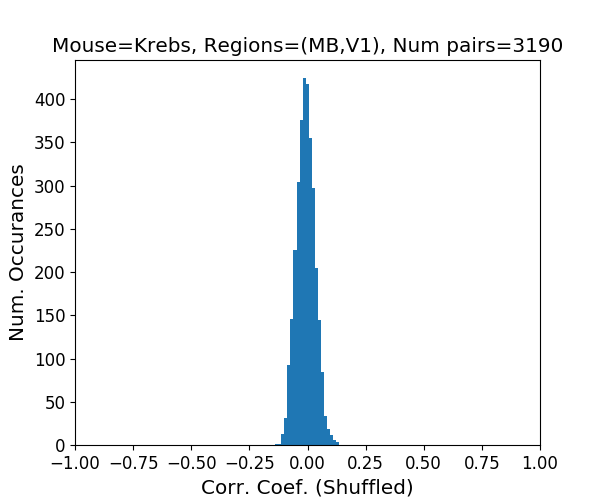 Mouse=Krebs, Regions=(MB,V1), Num pairs=3190
Num. Occurances
400
350
300
250
200
150
100
50
0
−1.00 −0.75 −0.50 −0.25 0.00 0.25 0.50 0.75 1.00
Corr. Coef. (Shuffled)